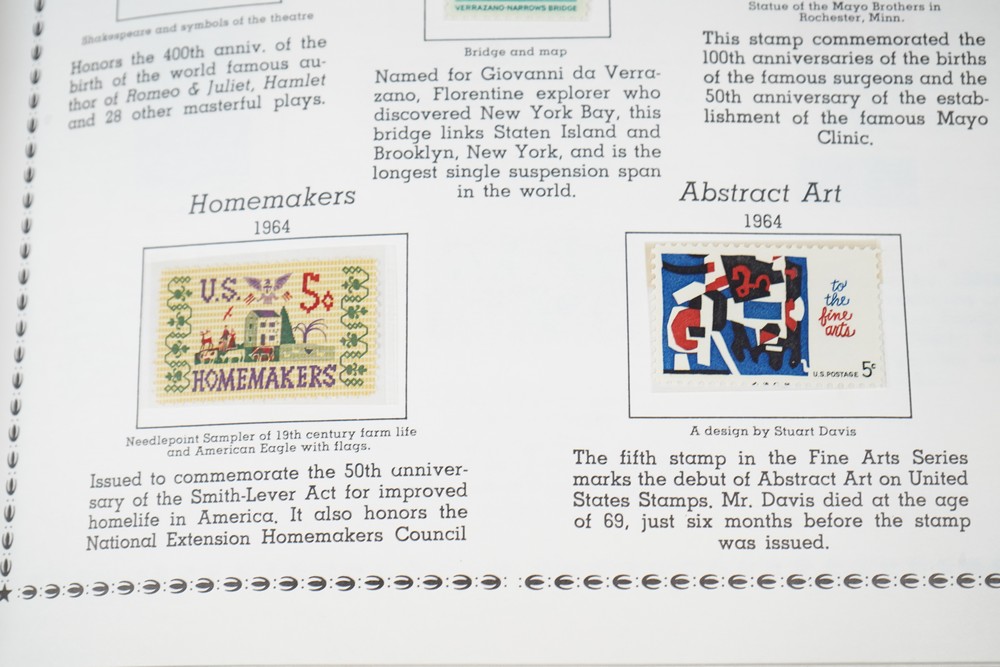 Shakespeare and symbols of the theatre
Honors the 400th anniv. of the
birth of the world famous au-
thor of Romeo & Juliet, Hamlet
and 28 other masterful plays.
VERRAZANO-NARROWS BRIDGE
Bridge and map
Named for Giovanni da Verra-
zano, Florentine explorer who
discovered New York Bay, this
bridge links Staten Island and
Brooklyn, New York, and is the
longest single suspension span
in the world.
Statue of the Mayo Brothers in
Rochester, Minn.
This stamp commemorated the
100th anniversaries of the births
of the famous surgeons and the
50th anniversary of the estab-
lishment of the famous Mayo
Clinic.
Homemakers
1964
U.S. 5c
HOMEMAKERS
Needlepoint Sampler of 19th century farm life
and American Eagle with flags.
Issued to commemorate the 50th anniver-
sary of the Smith-Lever Act for improved
homelife in America. It also honors the
National Extension Homemakers Council
Abstract Art
1964
to
the
fine
arts
U.S. POSTAGE 5c
A design by Stuart Davis
The fifth stamp in the Fine Arts Series
marks the debut of Abstract Art on United
States Stamps. Mr. Davis died at the age
of 69, just six months before the stamp
was issued.